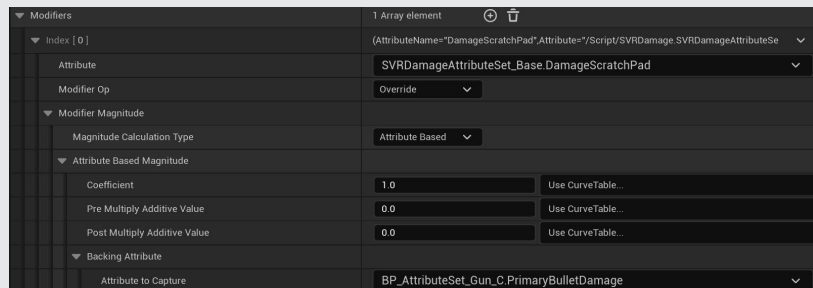 Modifiers 1 Array element
Index [ 0 ] (AttributeName="DamageScratchPad",Attribute="/Script/SVRDamage.SVRDamageAttributeSe
Attribute SVRDamageAttributeSet_Base.DamageScratchPad
Modifier Op Override
Modifier Magnitude
Magnitude Calculation Type Attribute Based
Attribute Based Magnitude
Coefficient 1.0 Use CurveTable...
Pre Multiply Additive Value 0.0 Use CurveTable...
Post Multiply Additive Value 0.0 Use CurveTable...
Backing Attribute
Attribute to Capture BP_AttributeSet_Gun_C.PrimaryBulletDamage